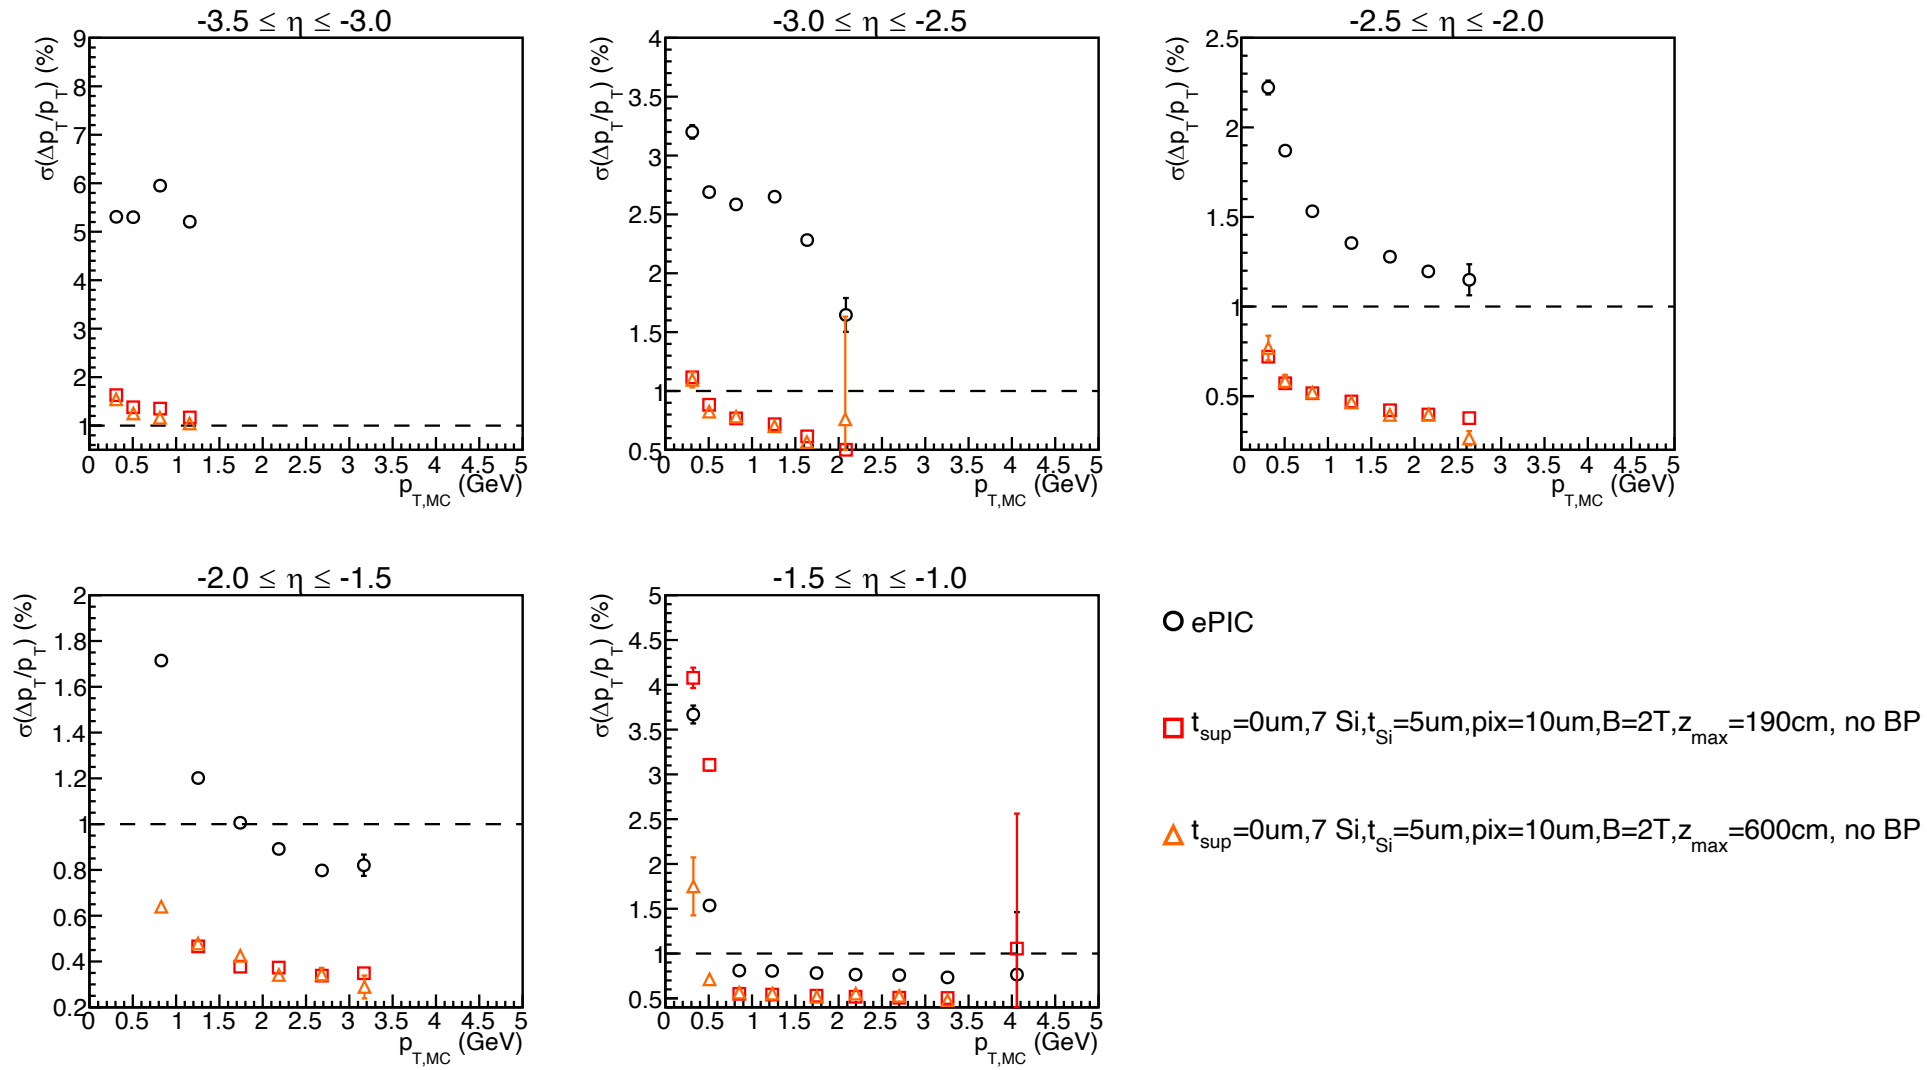 -3.5 ≤ η ≤ -3.0
σ(Δp_T/p_T) (%)
9
8
7
6
5
4
3
2
1
0 0.5 1 1.5 2 2.5 3 3.5 4 4.5 5
p_T,MC (GeV)
-3.0 ≤ η ≤ -2.5
σ(Δp_T/p_T) (%)
4
3.5
3
2.5
2
1.5
1
0.5
0 0.5 1 1.5 2 2.5 3 3.5 4 4.5 5
p_T,MC (GeV)
-2.5 ≤ η ≤ -2.0
σ(Δp_T/p_T) (%)
2.5
2
1.5
1
0.5
0 0.5 1 1.5 2 2.5 3 3.5 4 4.5 5
p_T,MC (GeV)
-2.0 ≤ η ≤ -1.5
σ(Δp_T/p_T) (%)
2
1.8
1.6
1.4
1.2
1
0.8
0.6
0.4
0.2
0 0.5 1 1.5 2 2.5 3 3.5 4 4.5 5
p_T,MC (GeV)
-1.5 ≤ η ≤ -1.0
σ(Δp_T/p_T) (%)
5
4.5
4
3.5
3
2.5
2
1.5
1
0.5
0 0.5 1 1.5 2 2.5 3 3.5 4 4.5 5
p_T,MC (GeV)
ePIC
t_sup=0um,7 Si,t_Si=5um,pix=10um,B=2T,z_max=190cm, no BP
t_sup=0um,7 Si,t_Si=5um,pix=10um,B=2T,z_max=600cm, no BP